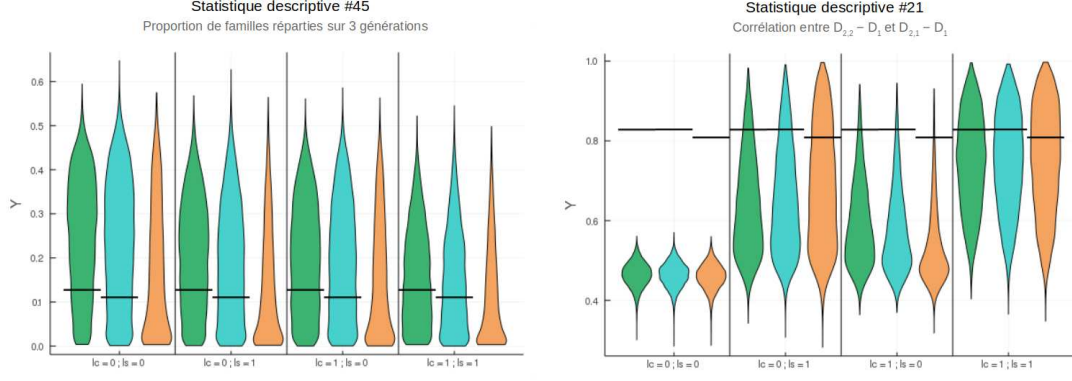 Statistique descriptive #45
Proportion de familles réparties sur 3 générations
Y
0.6
0.5
0.4
0.3
0.2
0.1
0.0
Ic = 0 ; Is = 0
Ic = 0 ; Is = 1
Ic = 1 ; Is = 0
Ic = 1 ; Is = 1
Statistique descriptive #21
Corrélation entre D2,2 − D1 et D2,1 − D1
Y
1.0
0.8
0.6
0.4
Ic = 0 ; Is = 0
Ic = 0 ; Is = 1
Ic = 1 ; Is = 0
Ic = 1 ; Is = 1